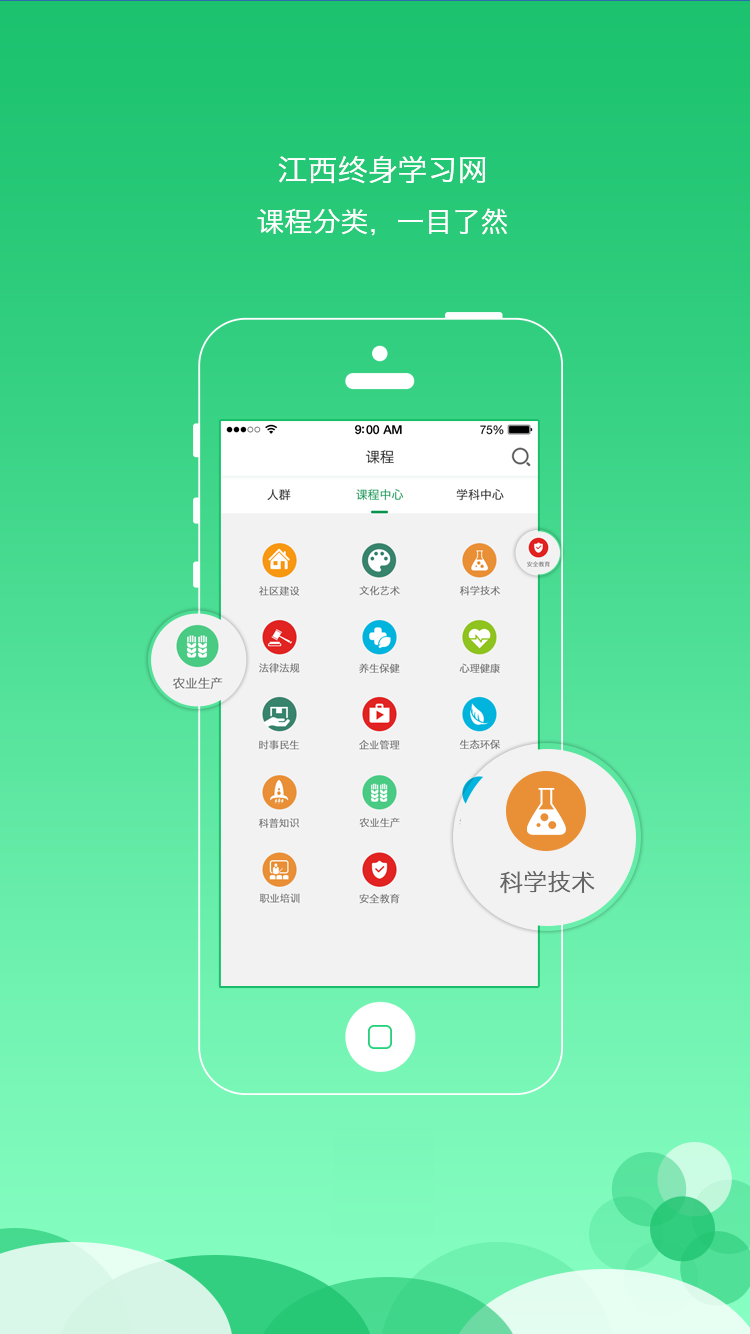 江西终身学习网
课程分类，一目了然
9:00 AM
75%
课程
人群 课程中心 学科中心
社区建设 文化艺术 科学技术
安全教育
法律法规 养生保健 心理健康
农业生产
时事民生 企业管理 生态环保
科普知识 农业生产
科学技术
职业培训 安全教育